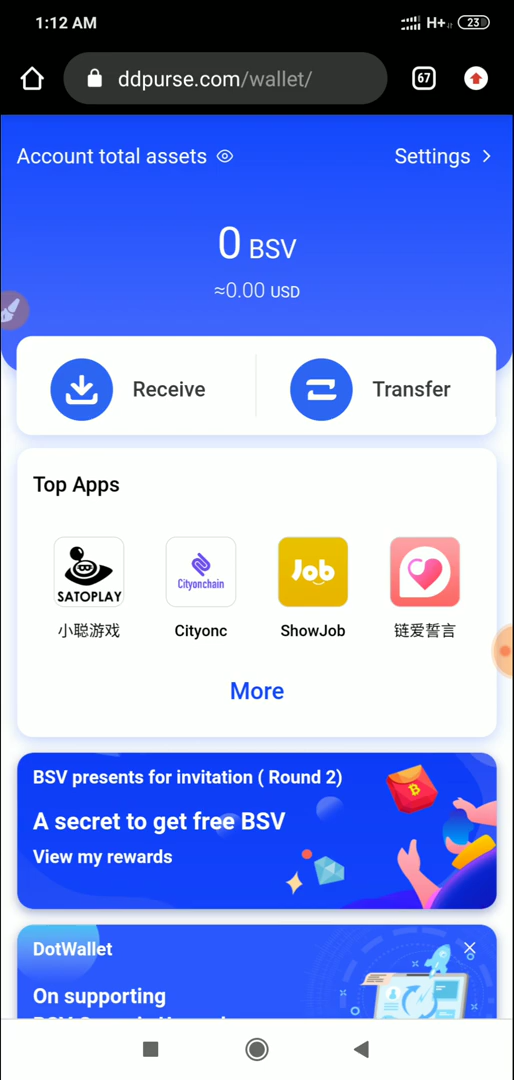 1:12 AM
H+ 23
ddpurse.com/wallet/
67
Account total assets
Settings
0 BSV
≈0.00 USD
Receive
Transfer
Top Apps
SATOPLAY
Cityonchain
Job
小聪游戏
Cityonc
ShowJob
链爱誓言
More
BSV presents for invitation ( Round 2)
A secret to get free BSV
View my rewards
DotWallet
On supporting